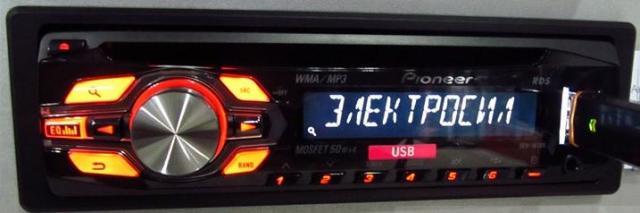 WMA/MP3 Pioneer RDS
SRC
ЭЛЕКТРОСИЛ
EQ
MOSFET 50W×4 USB
BAND
1 2 3 4 5 6